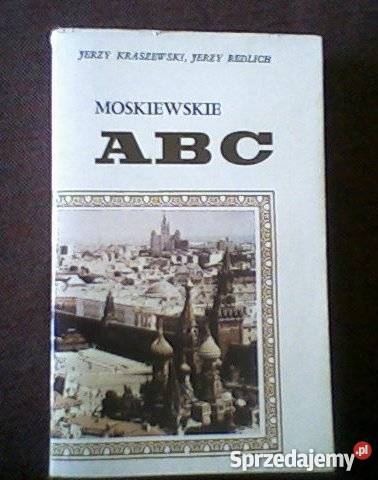 JERZY KRASZEWSKI, JERZY REDLICH
MOSKIEWSKIE
ABC
Sprzedajemy.pl